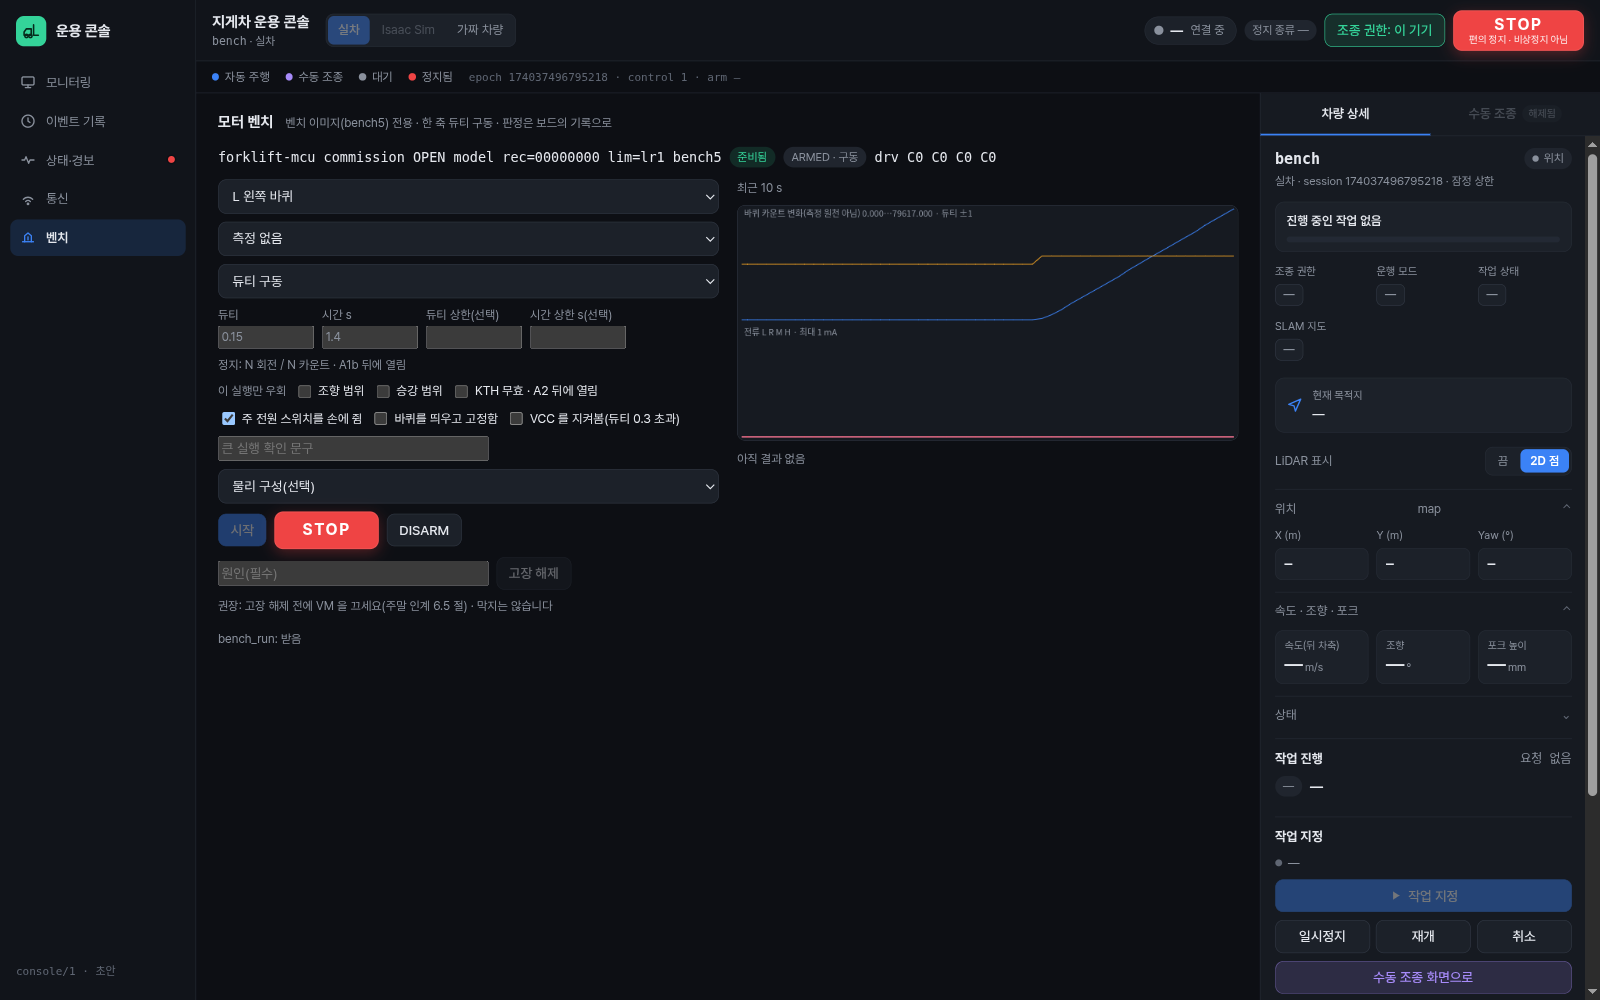 운용 콘솔
모니터링
이벤트 기록
상태·경보
통신
벤치
console/1 · 초안
지게차 운용 콘솔
bench · 실차
실차 Isaac Sim 가짜 차량
— 연결 중
정지 종류 —
조종 권한: 이 기기
STOP
편의 정지 · 비상정지 아님
자동 주행 수동 조종 대기 정지됨 epoch 174037496795218 · control 1 · arm —
모터 벤치 벤치 이미지(bench5) 전용 · 한 축 듀티 구동 · 판정은 보드의 기록으로
forklift-mcu commission OPEN model rec=00000000 lim=lr1 bench5 준비됨 ARMED · 구동 drv C0 C0 C0 C0
L 왼쪽 바퀴
측정 없음
듀티 구동
듀티 시간 s 듀티 상한(선택) 시간 상한 s(선택)
0.15 1.4
정지: N 회전 / N 카운트 · A1b 뒤에 열림
이 실행만 우회 조향 범위 승강 범위 KTH 무효 · A2 뒤에 열림
주 전원 스위치를 손에 쥠 바퀴를 띄우고 고정함 VCC 를 지켜봄(듀티 0.3 초과)
큰 실행 확인 문구
물리 구성(선택)
시작 STOP DISARM
원인(필수) 고장 해제
권장: 고장 해제 전에 VM 을 끄세요(주말 인계 6.5 절) · 막지는 않습니다
bench_run: 받음
최근 10 s
바퀴 카운트 변화(측정 원전 아님) 0.000···79617.000 · 듀티 ±1
전류 L R M H · 최대 1 mA
아직 결과 없음
차량 상세 수동 조종 해제됨
bench 위치
실차 · session 174037496795218 · 잠정 상한
진행 중인 작업 없음
조종 권한 운행 모드 작업 상태
— — —
SLAM 지도
—
현재 목적지
—
LiDAR 표시 끔 2D 점
위치 map
X (m) Y (m) Yaw (°)
— — —
속도 · 조향 · 포크
속도(뒤 차축) 조향 포크 높이
— m/s — ° — mm
상태
작업 진행 요청 없음
— —
작업 지정
—
작업 지정
일시정지 재개 취소
수동 조종 화면으로